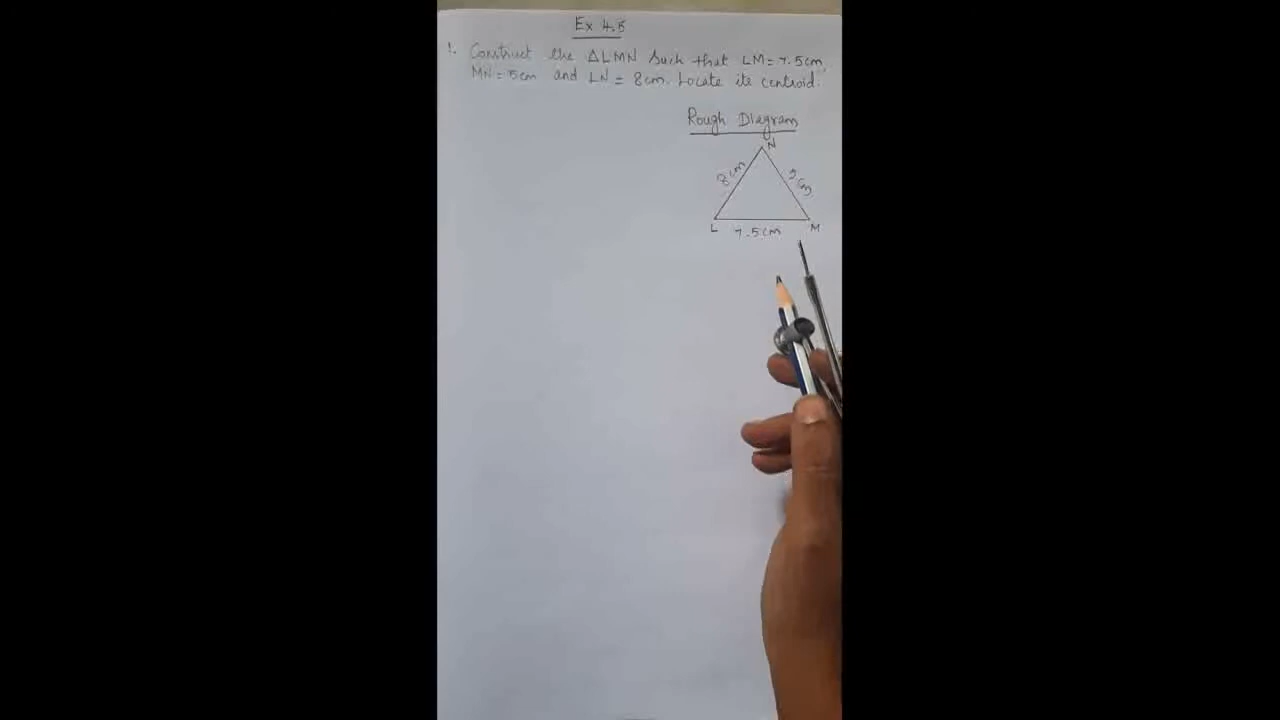 Ex 4.5
1. Construct the △LMN such that LM = 7.5cm,
MN = 5cm and LN = 8cm. Locate its centroid.
Rough Diagram
N
8cm
5cm
L
M
7.5cm